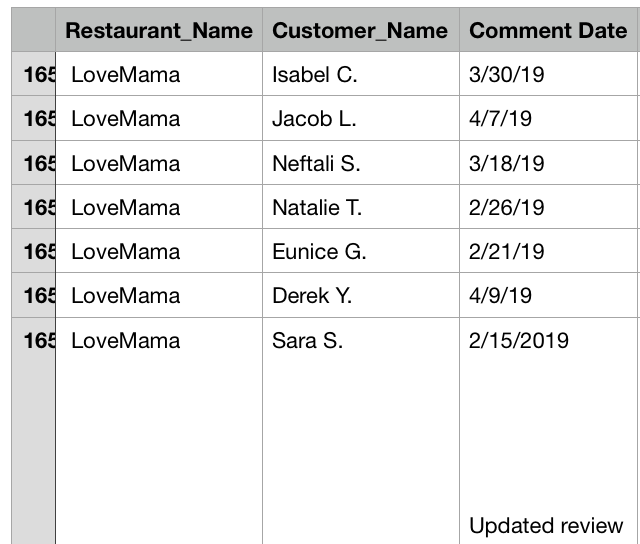 Restaurant_Name Customer_Name Comment Date
165 LoveMama Isabel C. 3/30/19
165 LoveMama Jacob L. 4/7/19
165 LoveMama Neftali S. 3/18/19
165 LoveMama Natalie T. 2/26/19
165 LoveMama Eunice G. 2/21/19
165 LoveMama Derek Y. 4/9/19
165 LoveMama Sara S. 2/15/2019
Updated review